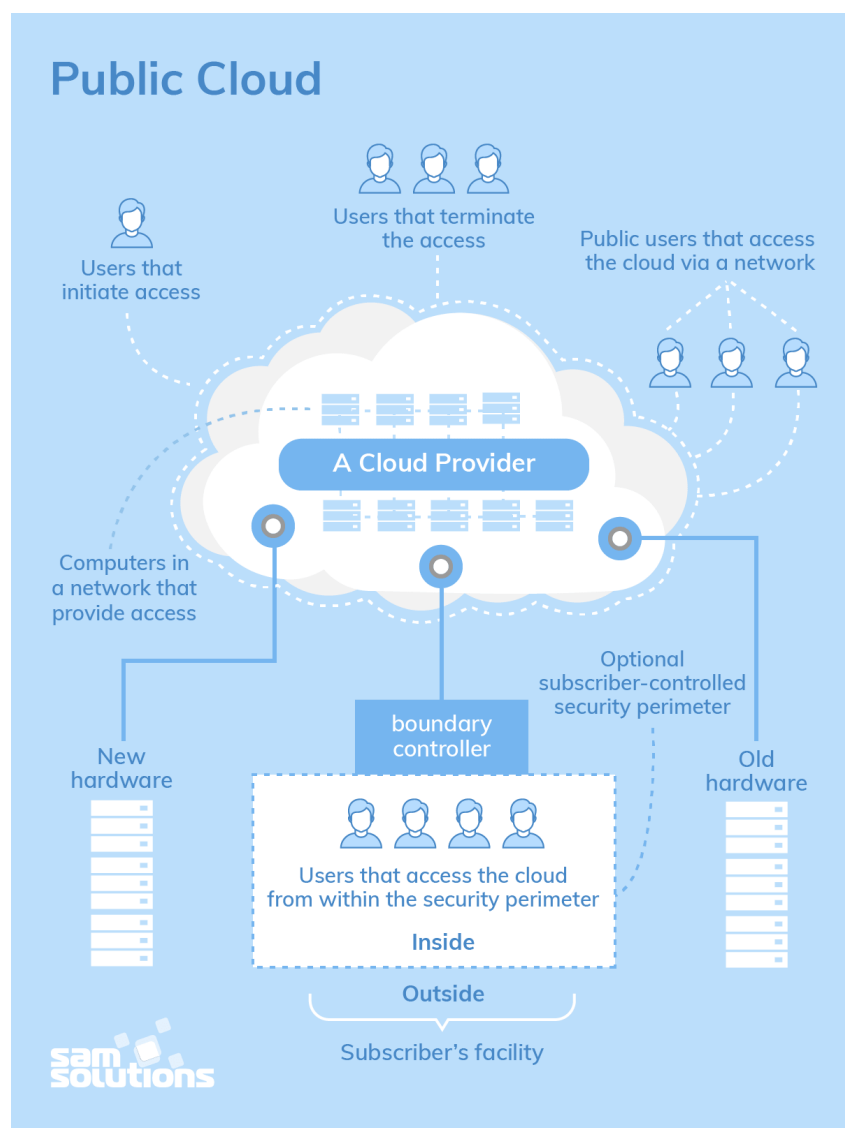 Public Cloud
Users that terminate
the access
Users that
initiate access
Public users that access
the cloud via a network
A Cloud Provider
Computers in
a network that
provide access
Optional
subscriber-controlled
security perimeter
boundary
controller
New
hardware
Old
hardware
Users that access the cloud
from within the security perimeter
Inside
Outside
Subscriber’s facility
sam
solutions